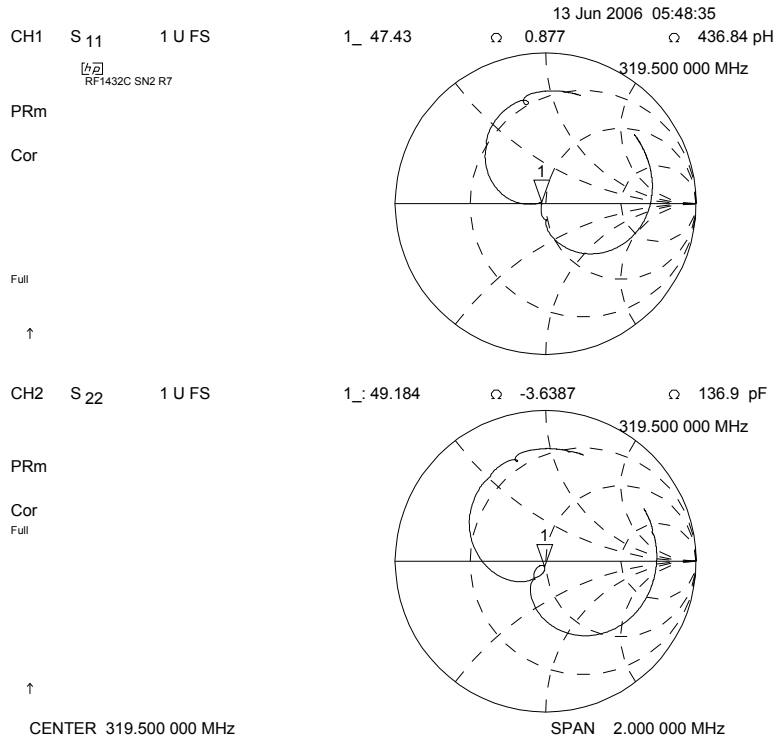 13 Jun 2006 05:48:35
CH1 S 11 1 U FS 1_ 47.43 Ω 0.877 Ω 436.84 pH
hp
319.500 000 MHz
RF1432C SN2 R7
PRm
Cor
1
Full
↑
CH2 S 22 1 U FS 1_: 49.184 Ω -3.6387 Ω 136.9 pF
319.500 000 MHz
PRm
Cor
Full
1
↑
CENTER 319.500 000 MHz SPAN 2.000 000 MHz